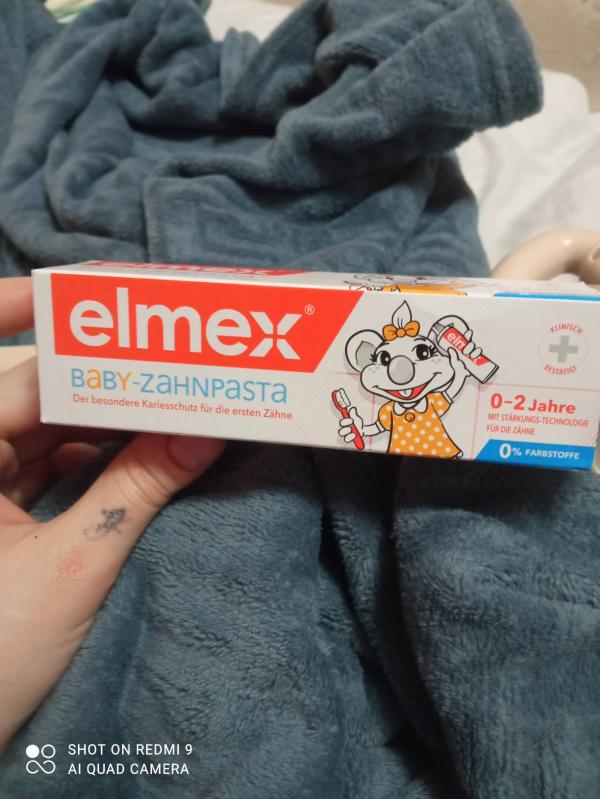 elmex®
BABY-ZAHNPASTA
Der besondere Kariesschutz für die ersten Zähne
elmex
KLINISCH
BESTÄTIGT
0-2 Jahre
MIT STÄRKUNGS-TECHNOLOGIE
FÜR DIE ZÄHNE
0% FARBSTOFFE
SHOT ON REDMI 9
AI QUAD CAMERA